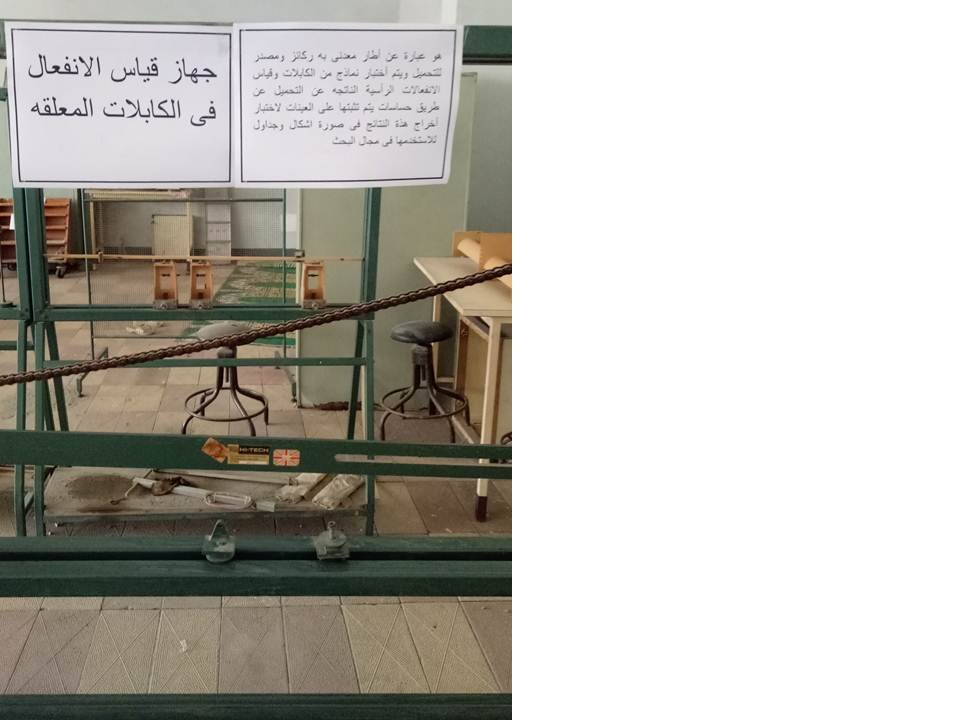 جهاز قياس الانفعال
فى الكابلات المعلقه
هو عبارة عن أطار معدنى به ركائز ومصدر
للتحميل ويتم أختبار نماذج من الكابلات وقياس
الانفعالات الرأسية الناتجه عن التحميل عن
طريق حساسات يتم تثبتها على العينات لاختبار
أخراج هذة النتائج فى صورة اشكال وجداول
للاستخدمها فى مجال البحث
HI-TECH